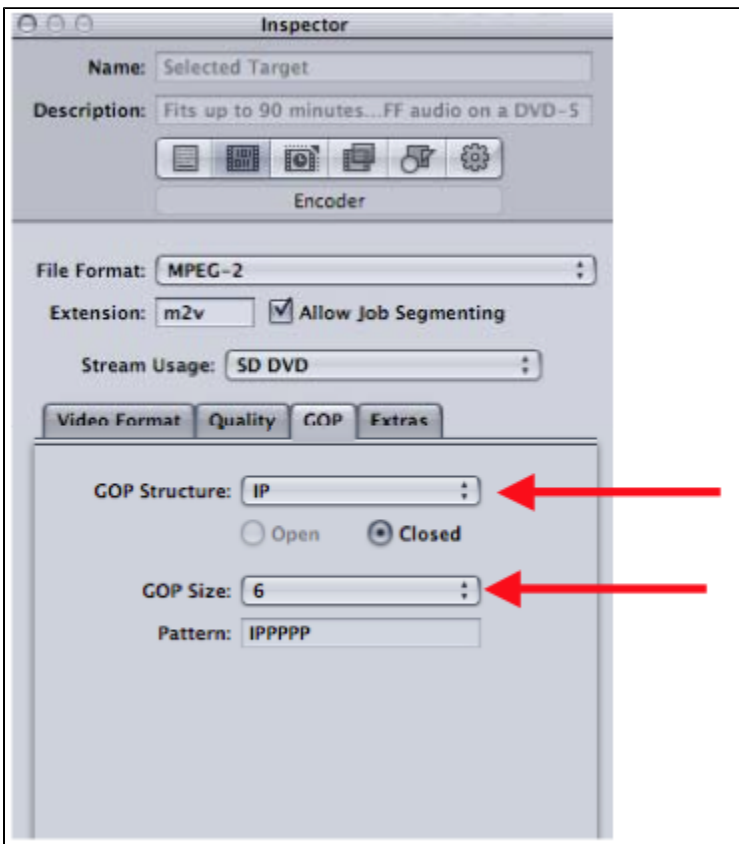 Inspector
Name: Selected Target
Description: Fits up to 90 minutes...FF audio on a DVD-5
Encoder
File Format: MPEG-2
Extension: m2v Allow Job Segmenting
Stream Usage: SD DVD
Video Format Quality GOP Extras
GOP Structure: IP
Open Closed
GOP Size: 6
Pattern: IPPPPP